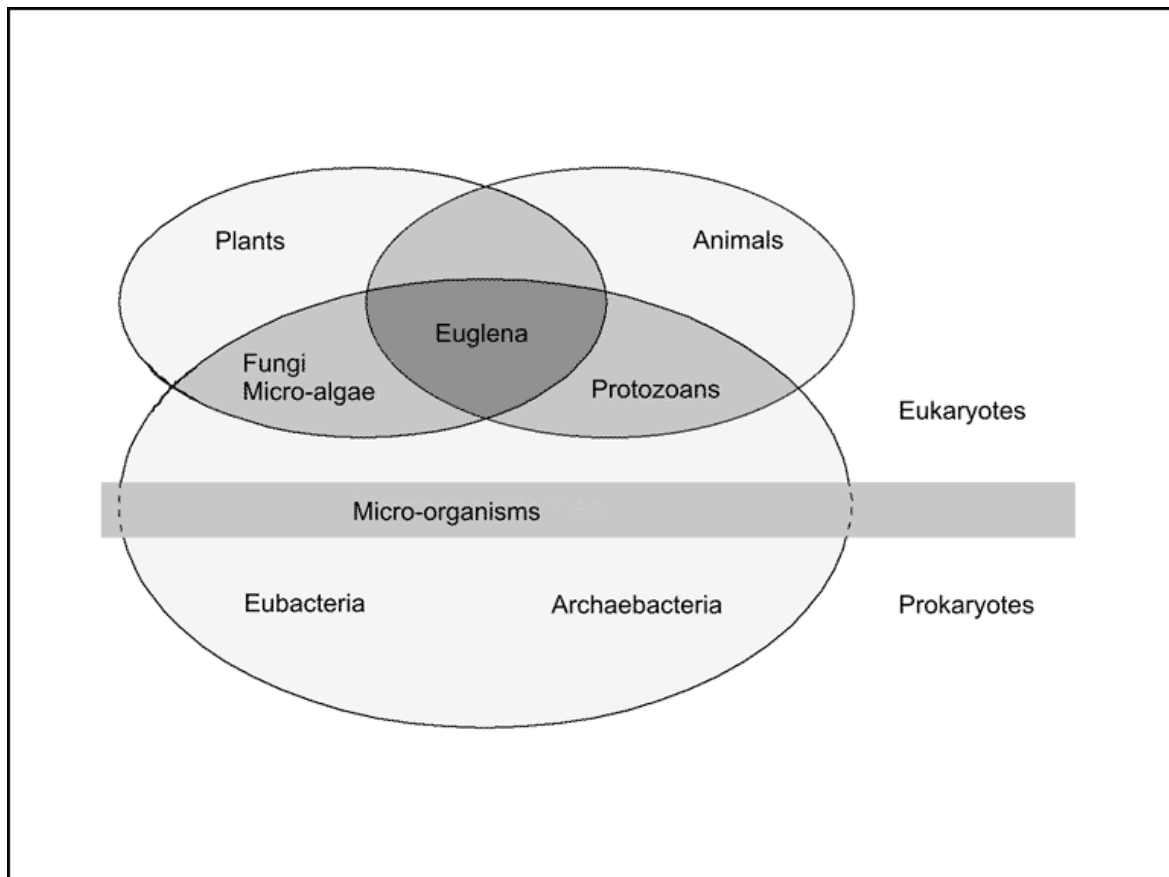 Plants
Animals
Euglena
Fungi
Micro-algae
Protozoans
Eukaryotes
Micro-organisms
Eubacteria
Archaebacteria
Prokaryotes